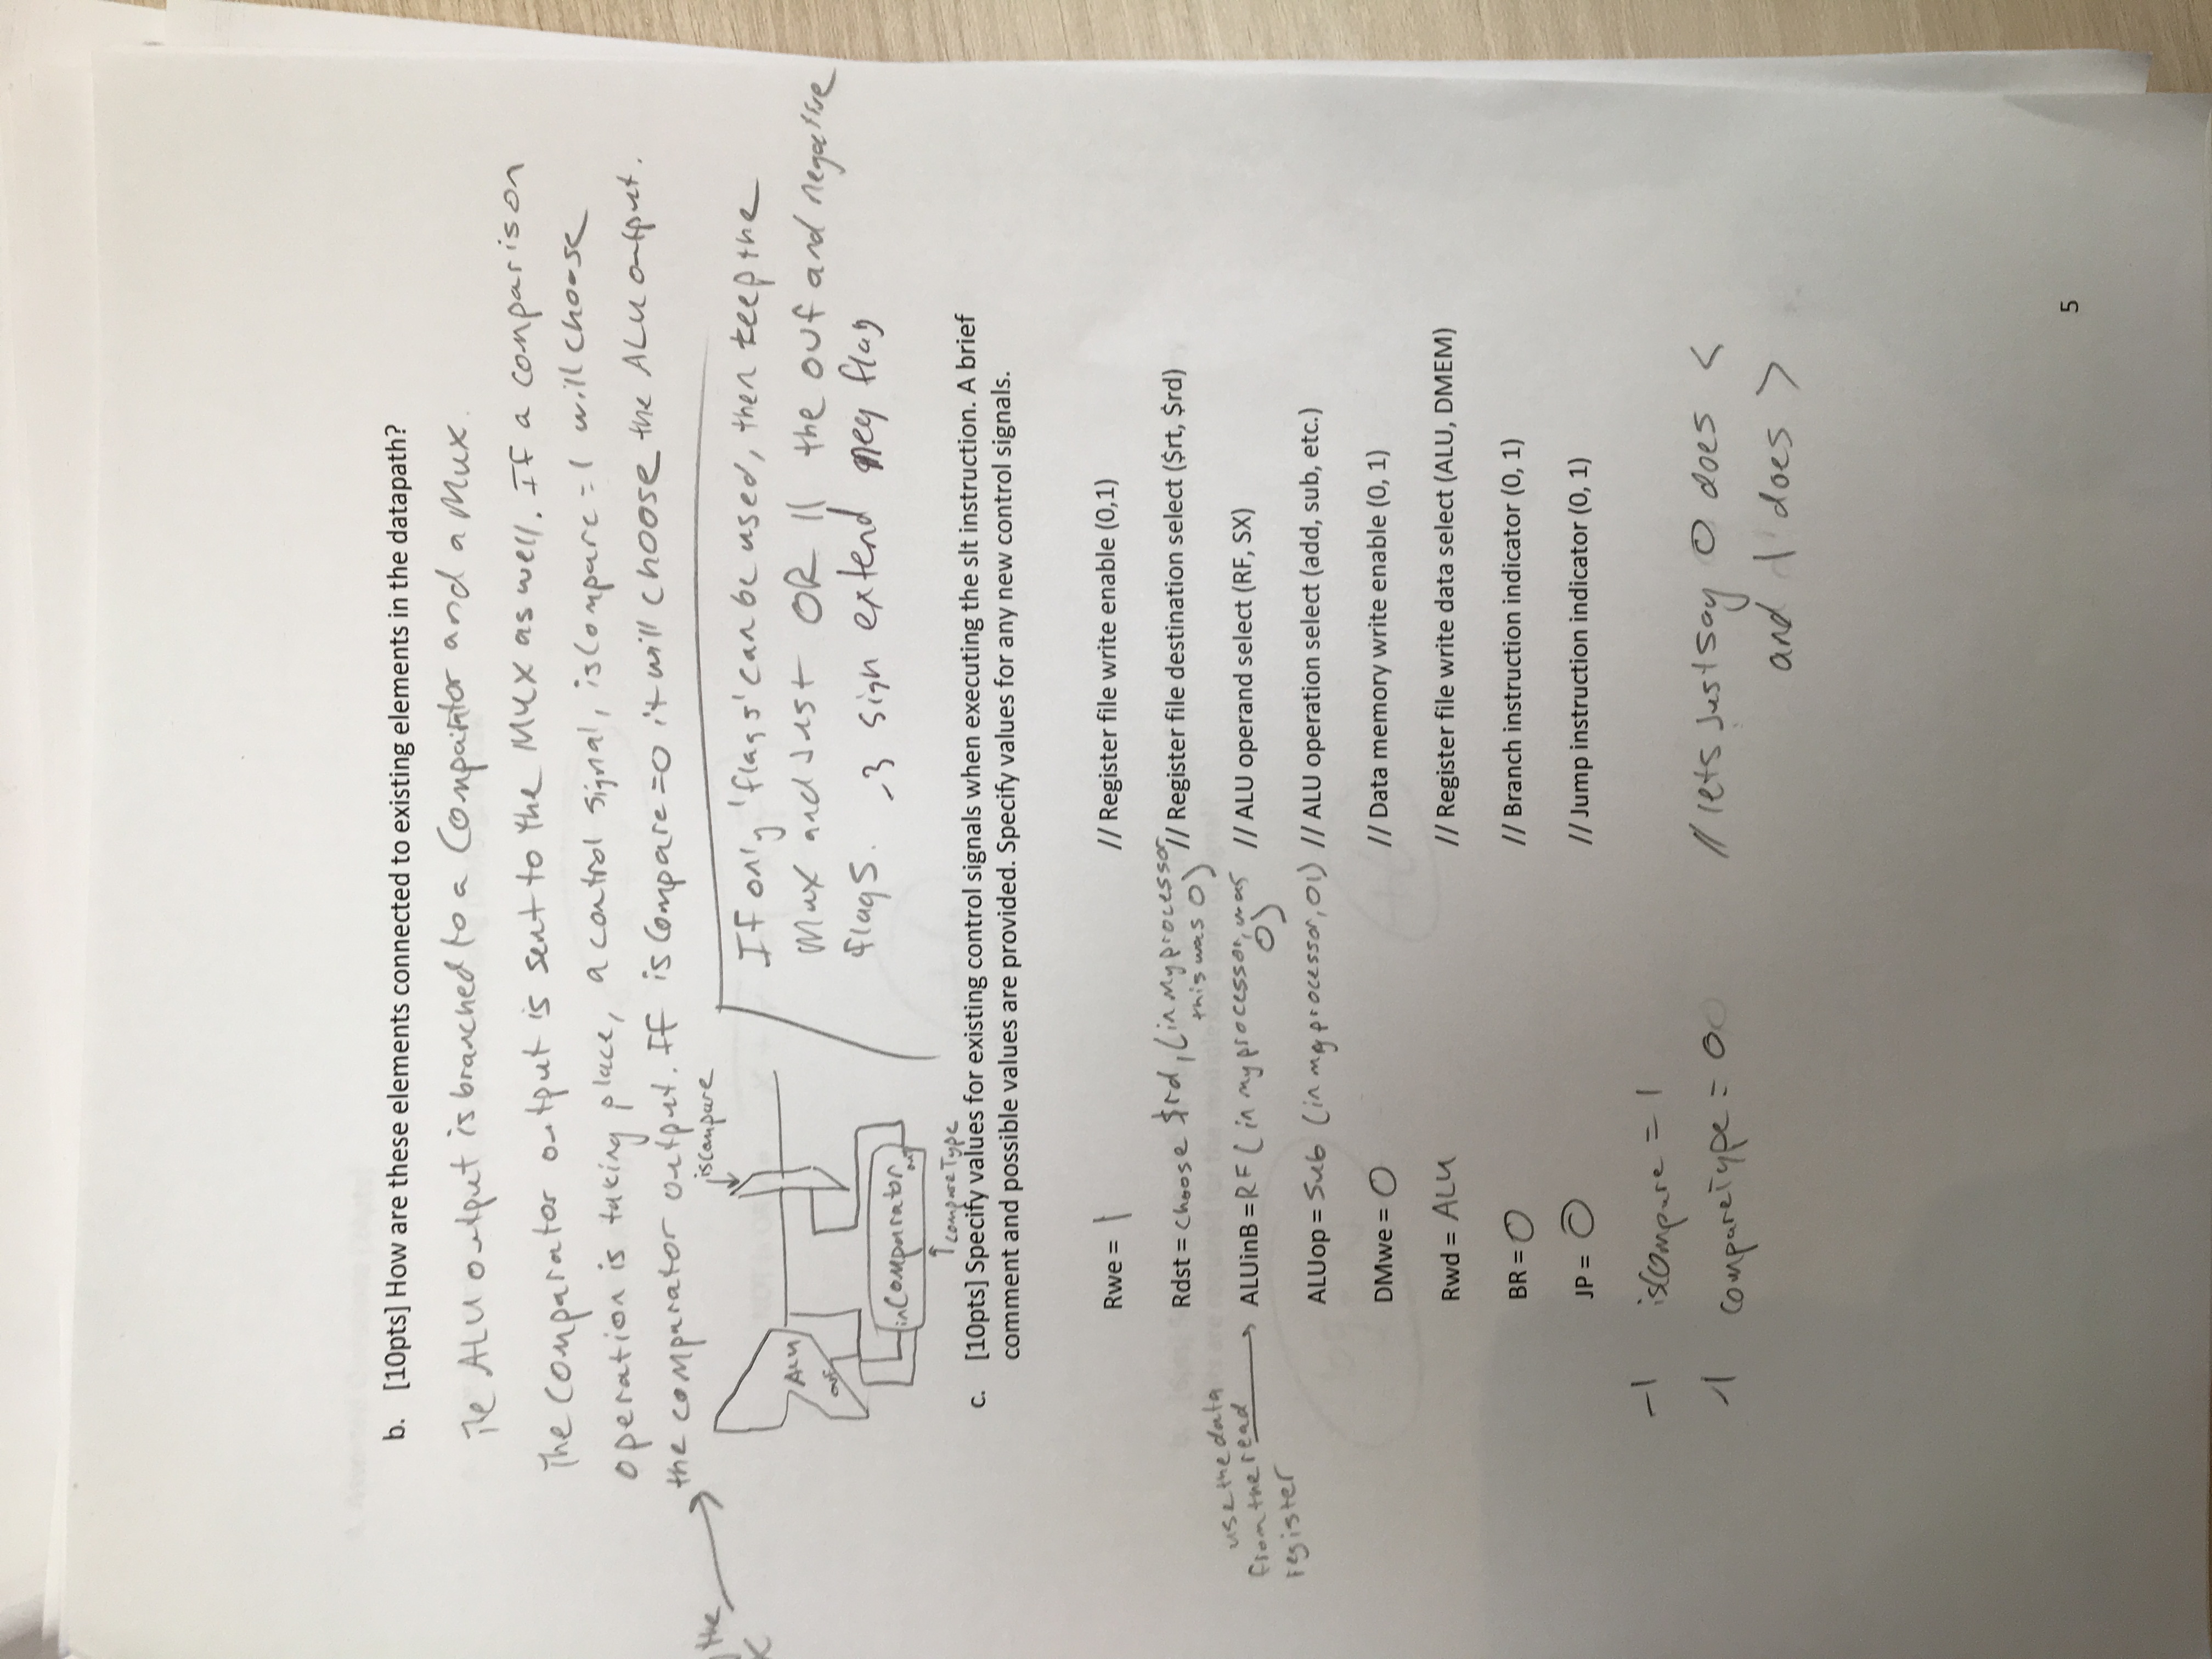 b. [10pts] How are these elements connected to existing elements in the datapath?
The ALU output is branched to a Comparator and a Mux.
The comparator output is sent to the Mux as well. If a comparison
operation is taking place, a control signal, isCompare = 1 will choose
the comparator output. If isCompare =0 it will choose the ALU output.
the
isCompare
If only 'flags' can be used, then keep the
Mux and Just OR || the ovf and negative
flags. -3 sign extend neg flag
ALU
ovf
in Comparator out
compareType
c. [10pts] Specify values for existing control signals when executing the slt instruction. A brief
comment and possible values are provided. Specify values for any new control signals.
Rwe = 1 // Register file write enable (0,1)
Rdst = choose $rd, (in my processor // Register file destination select ($rt, $rd)
this was 0)
use the data
from the read
register
ALUinB = RF (in my processor, was // ALU operand select (RF, SX)
0)
ALUop = Sub (in my processor, 01) // ALU operation select (add, sub, etc.)
DMwe = 0 // Data memory write enable (0, 1)
Rwd = ALU // Register file write data select (ALU, DMEM)
BR = 0 // Branch instruction indicator (0, 1)
JP = 0 // Jump instruction indicator (0, 1)
-1 isCompare = 1
-1 compareType = 0 // lets Just say 0 does <
and 1 does >
5